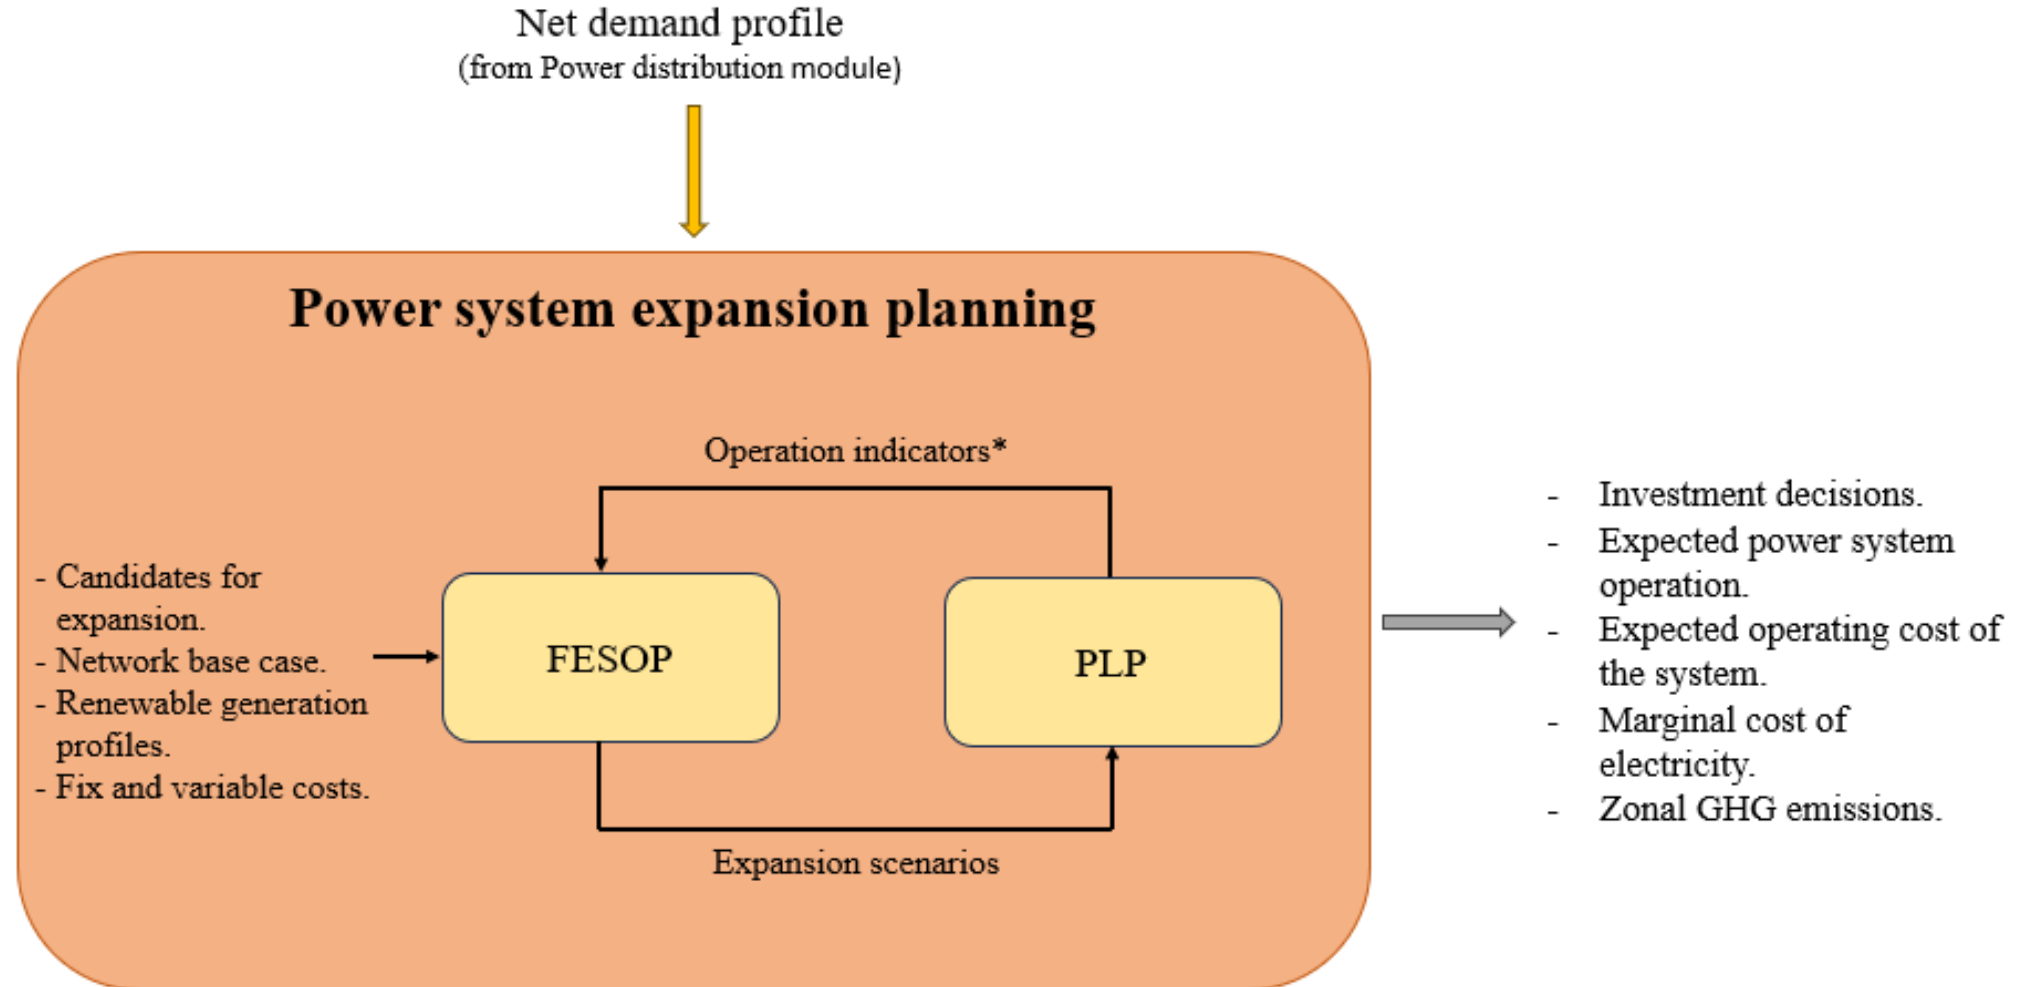 Net demand profile
(from Power distribution module)
Power system expansion planning
Operation indicators*
- Candidates for
expansion.
- Network base case.
- Renewable generation
profiles.
- Fix and variable costs.
FESOP
PLP
Expansion scenarios
- Investment decisions.
- Expected power system
operation.
- Expected operating cost of
the system.
- Marginal cost of
electricity.
- Zonal GHG emissions.